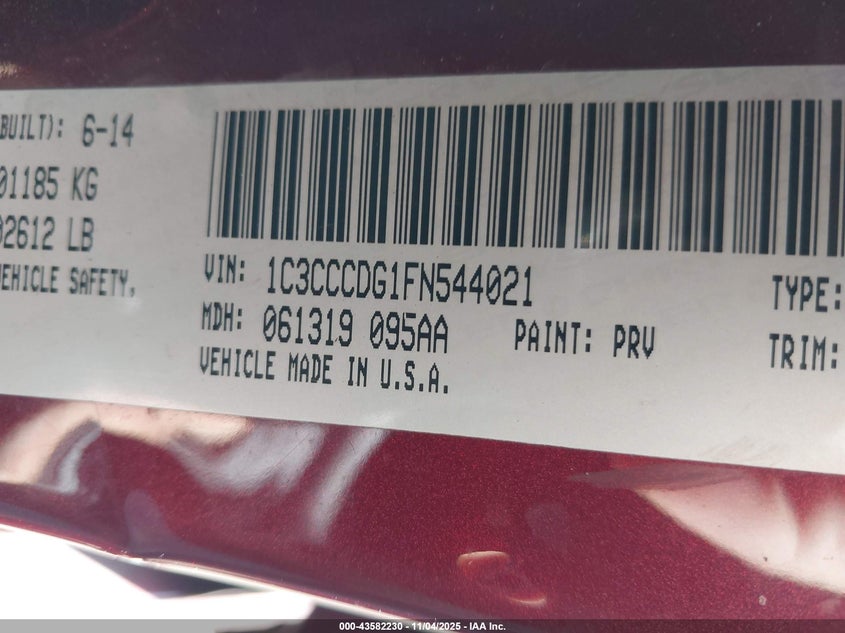 BUILT): 6-14
01185 KG
02612 LB
VEHICLE SAFETY,
VIN: 1C3CCCDG1FN544021
MDH: 061319 095AA
VEHICLE MADE IN U.S.A.
PAINT: PRV
TYPE:
TRIM:
000-43582230 - 11/04/2025 - IAA Inc.